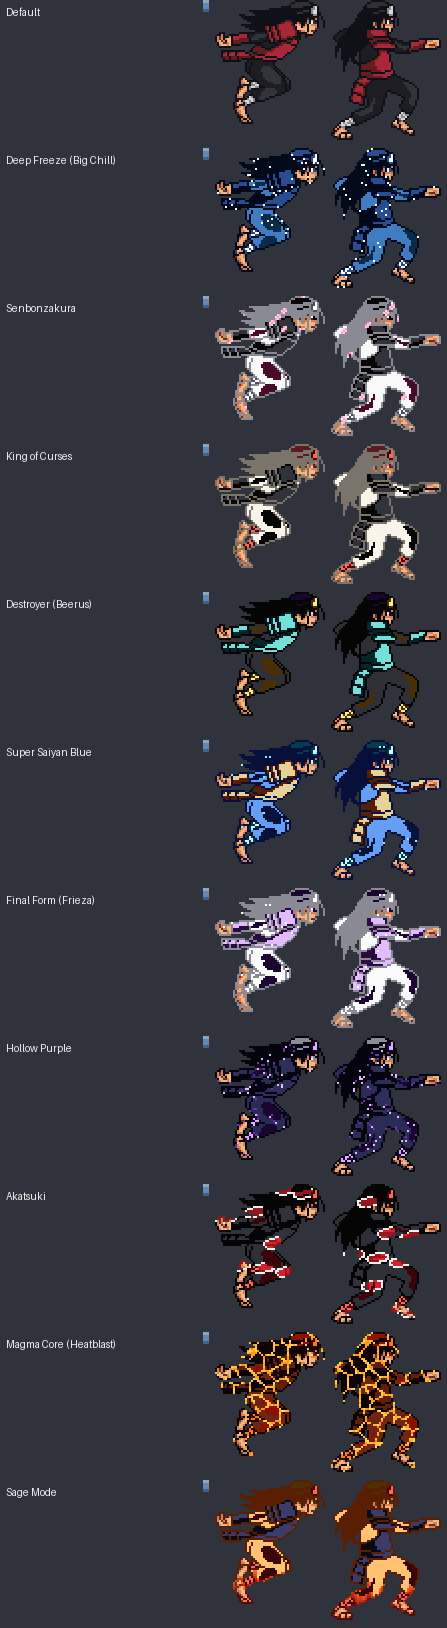 Default
Deep Freeze (Big Chill)
Senbonzakura
King of Curses
Destroyer (Beerus)
Super Saiyan Blue
Final Form (Frieza)
Hollow Purple
Akatsuki
Magma Core (Heatblast)
Sage Mode